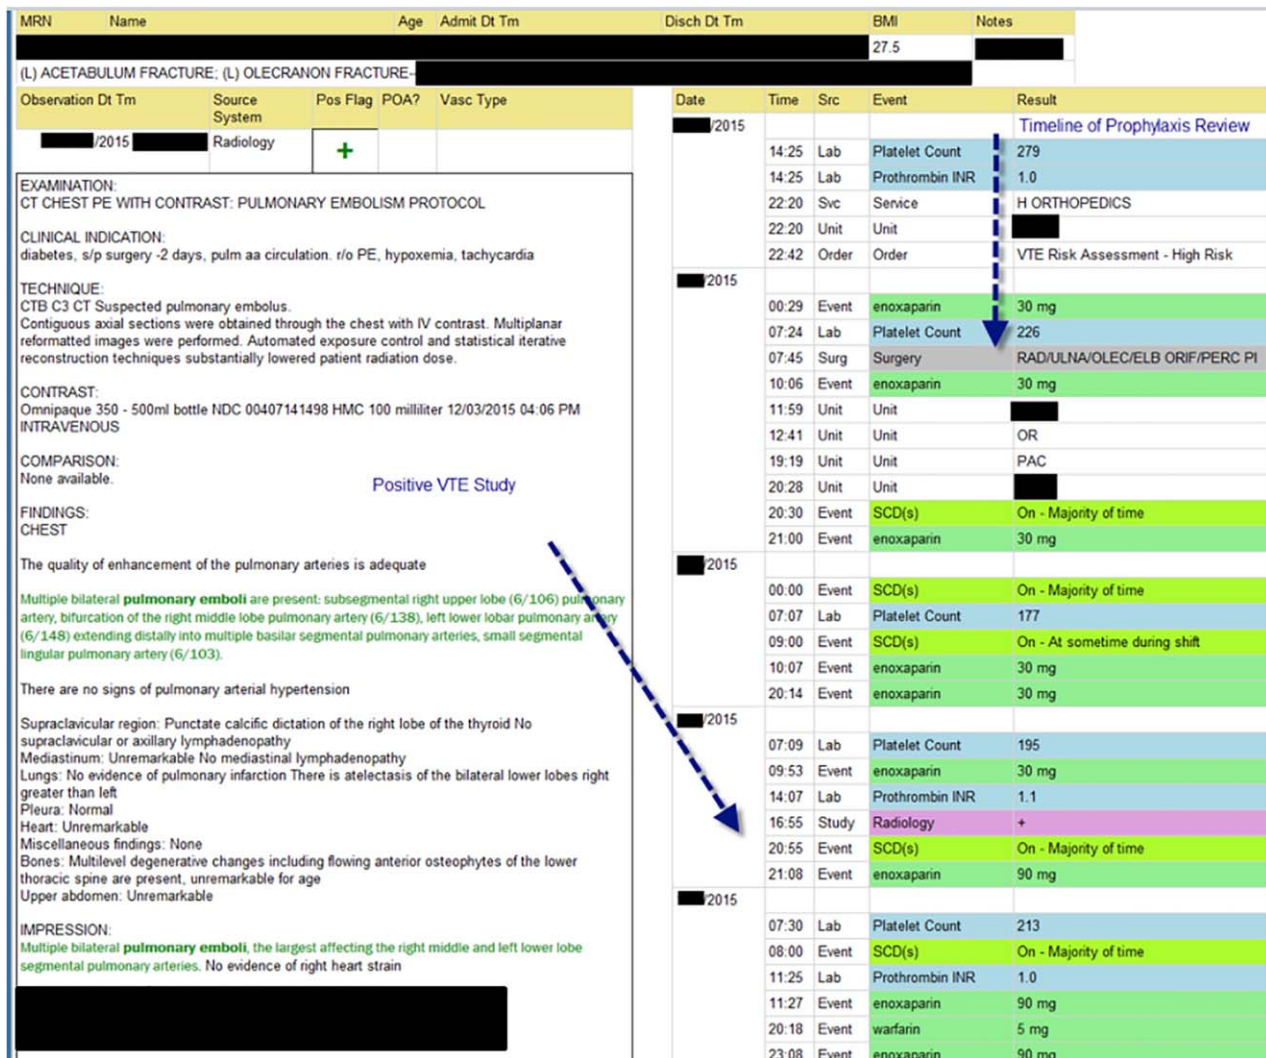 MRN Name Age Admit Dt Tm Disch Dt Tm BMI Notes
27.5
(L) ACETABULUM FRACTURE; (L) OLECRANON FRACTURE--
Observation Dt Tm Source System Pos Flag POA? Vasc Type
/2015 Radiology +
EXAMINATION:
CT CHEST PE WITH CONTRAST: PULMONARY EMBOLISM PROTOCOL
CLINICAL INDICATION:
diabetes, s/p surgery -2 days, pulm aa circulation. r/o PE, hypoxemia, tachycardia
TECHNIQUE:
CTB C3 CT Suspected pulmonary embolus.
Contiguous axial sections were obtained through the chest with IV contrast. Multiplanar
reformatted images were performed. Automated exposure control and statistical iterative
reconstruction techniques substantially lowered patient radiation dose.
CONTRAST:
Omnipaque 350 - 500ml bottle NDC 00407141498 HMC 100 milliliter 12/03/2015 04:06 PM
INTRAVENOUS
COMPARISON:
None available.
Positive VTE Study
FINDINGS:
CHEST
The quality of enhancement of the pulmonary arteries is adequate
Multiple bilateral pulmonary emboli are present: subsegmental right upper lobe (6/106) pulmonary
artery, bifurcation of the right middle lobe pulmonary artery (6/138), left lower lobar pulmonary artery
(6/148) extending distally into multiple basilar segmental pulmonary arteries, small segmental
lingular pulmonary artery (6/103).
There are no signs of pulmonary arterial hypertension
Supraclavicular region: Punctate calcific dictation of the right lobe of the thyroid No
supraclavicular or axillary lymphadenopathy
Mediastinum: Unremarkable No mediastinal lymphadenopathy
Lungs: No evidence of pulmonary infarction There is atelectasis of the bilateral lower lobes right
greater than left
Pleura: Normal
Heart: Unremarkable
Miscellaneous findings: None
Bones: Multilevel degenerative changes including flowing anterior osteophytes of the lower
thoracic spine are present, unremarkable for age
Upper abdomen: Unremarkable
IMPRESSION:
Multiple bilateral pulmonary emboli, the largest affecting the right middle and left lower lobe
segmental pulmonary arteries. No evidence of right heart strain
Date Time Src Event Result
/2015 Timeline of Prophylaxis Review
14:25 Lab Platelet Count 279
14:25 Lab Prothrombin INR 1.0
22:20 Svc Service H ORTHOPEDICS
22:20 Unit Unit
22:42 Order Order VTE Risk Assessment - High Risk
/2015
00:29 Event enoxaparin 30 mg
07:24 Lab Platelet Count 226
07:45 Surg Surgery RAD/ULNA/OLEC/ELB ORIF/PERC PI
10:06 Event enoxaparin 30 mg
11:59 Unit Unit
12:41 Unit Unit OR
19:19 Unit Unit PAC
20:28 Unit Unit
20:30 Event SCD(s) On - Majority of time
21:00 Event enoxaparin 30 mg
/2015
00:00 Event SCD(s) On - Majority of time
07:07 Lab Platelet Count 177
09:00 Event SCD(s) On - At sometime during shift
10:07 Event enoxaparin 30 mg
20:14 Event enoxaparin 30 mg
/2015
07:09 Lab Platelet Count 195
09:53 Event enoxaparin 30 mg
14:07 Lab Prothrombin INR 1.1
16:55 Study Radiology +
20:55 Event SCD(s) On - Majority of time
21:08 Event enoxaparin 90 mg
/2015
07:30 Lab Platelet Count 213
08:00 Event SCD(s) On - Majority of time
11:25 Lab Prothrombin INR 1.0
11:27 Event enoxaparin 90 mg
20:18 Event warfarin 5 mg
23:08 Event enoxaparin 90 mg